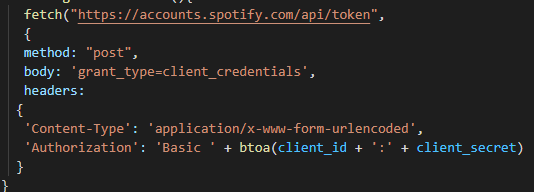 fetch("https://accounts.spotify.com/api/token",
{
method: "post",
body: 'grant_type=client_credentials',
headers:
{
'Content-Type': 'application/x-www-form-urlencoded',
'Authorization': 'Basic ' + btoa(client_id + ':' + client_secret)
}
}